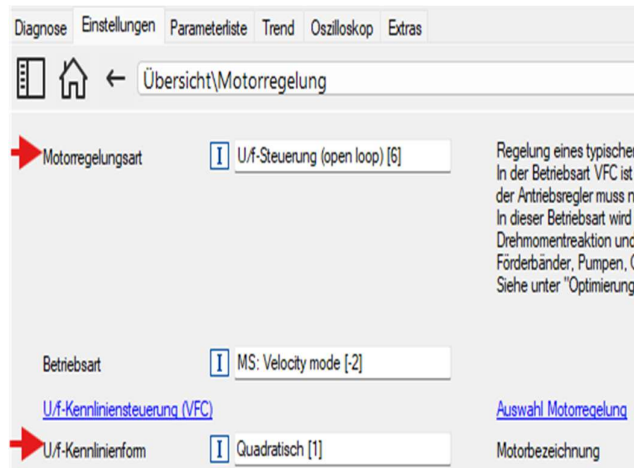 Diagnose Einstellungen Parameterliste Trend Oszilloskop Extras
Übersicht\Motorregelung
Motorregelungsart I U/f-Steuerung (open loop) [6]
Regelung eines typischer
In der Betriebsart VFC ist
der Antriebsregler muss n
In dieser Betriebsart wird
Drehmomentreaktion und
Förderbänder, Pumpen,
Siehe unter "Optimierung
Betriebsart I MS: Velocity mode [-2]
U/f-Kennliniensteuerung (VFC) Auswahl Motorregelung
U/f-Kennlinienform I Quadratisch [1] Motorbezeichnung